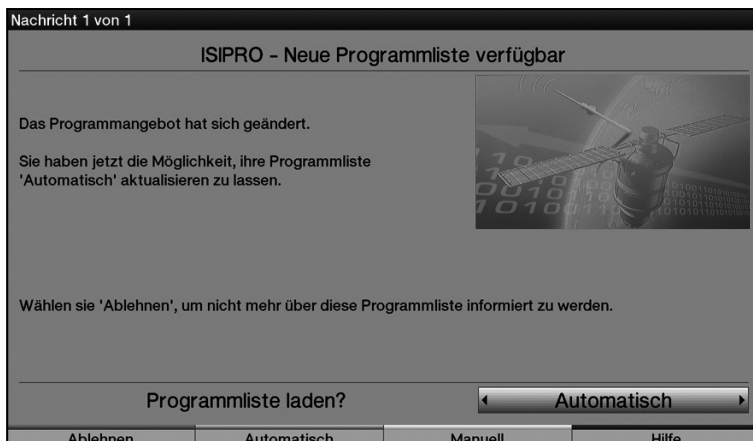 Nachricht 1 von 1
ISIPRO - Neue Programmliste verfügbar
Das Programmangebot hat sich geändert.
Sie haben jetzt die Möglichkeit, ihre Programmliste
'Automatisch' aktualisieren zu lassen.
Wählen sie 'Ablehnen', um nicht mehr über diese Programmliste informiert zu werden.
Programmliste laden? Automatisch
Ablehnen Automatisch Manuell Hilfe